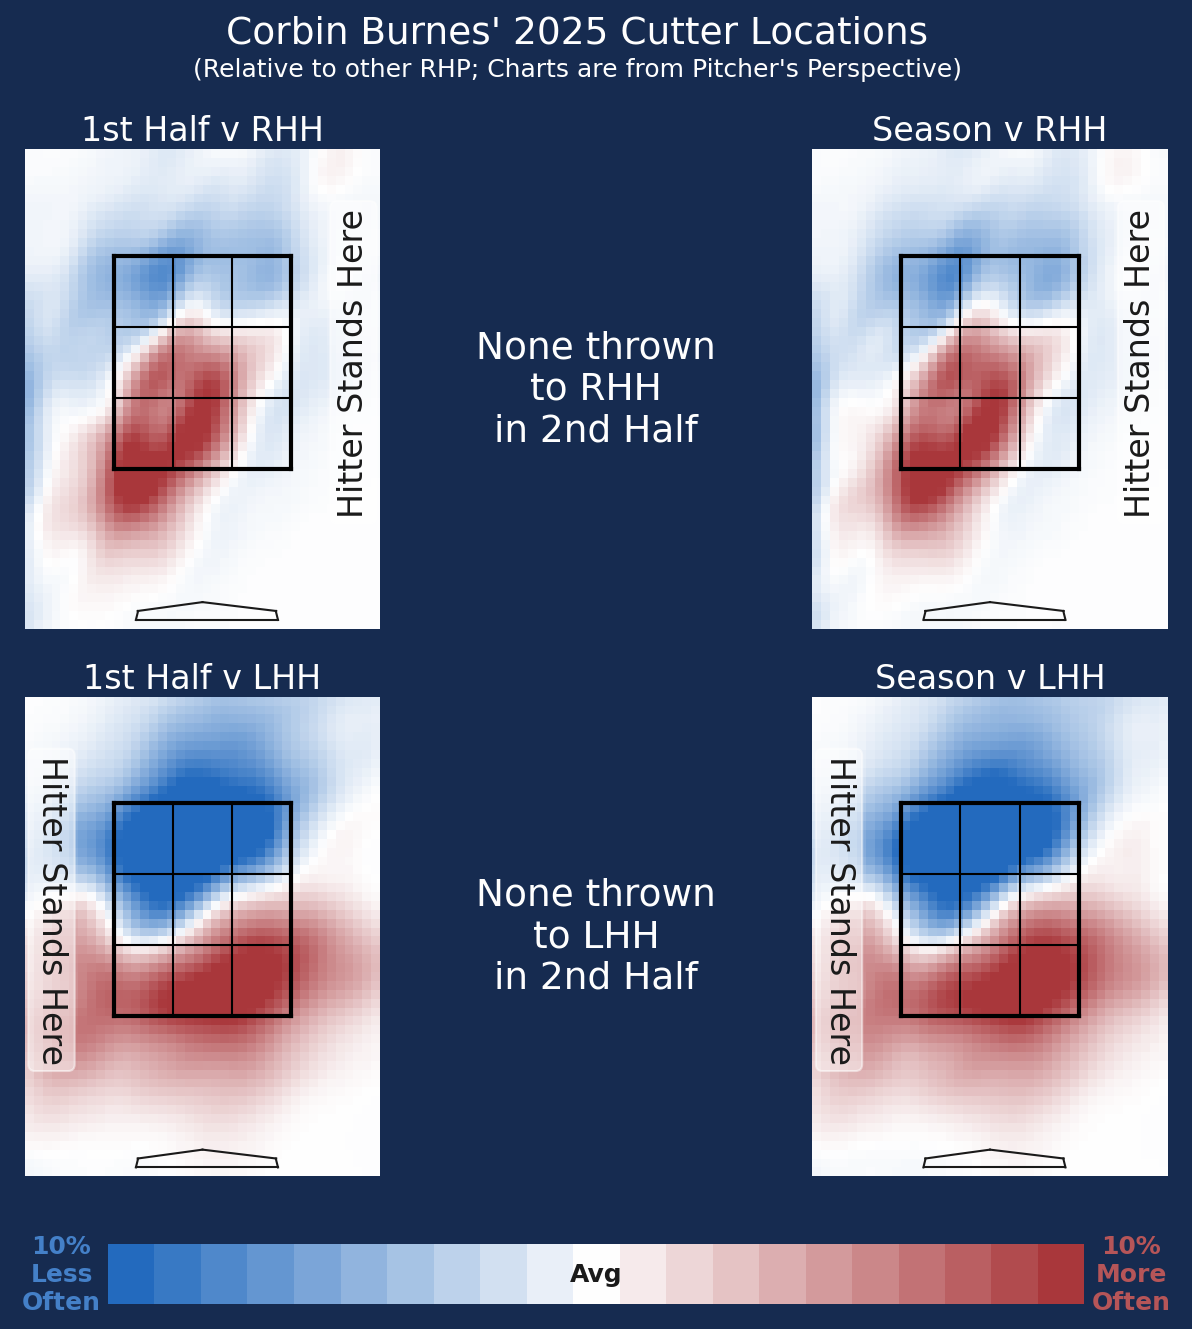 Corbin Burnes' 2025 Cutter Locations
(Relative to other RHP; Charts are from Pitcher's Perspective)
1st Half v RHH
Season v RHH
Hitter Stands Here
None thrown
to RHH
in 2nd Half
Hitter Stands Here
1st Half v LHH
Season v LHH
Hitter Stands Here
None thrown
to LHH
in 2nd Half
Hitter Stands Here
10%
Less
Often
Avg
10%
More
Often